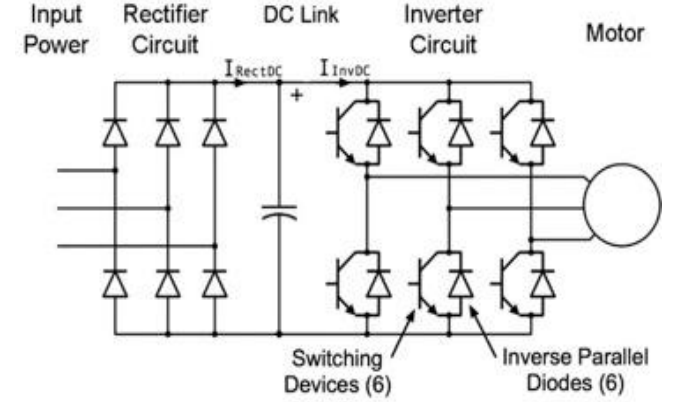 Input
Power
Rectifier
Circuit
DC Link
Inverter
Circuit
Motor
IRectDC
IInvDC
+
Switching
Devices (6)
Inverse Parallel
Diodes (6)